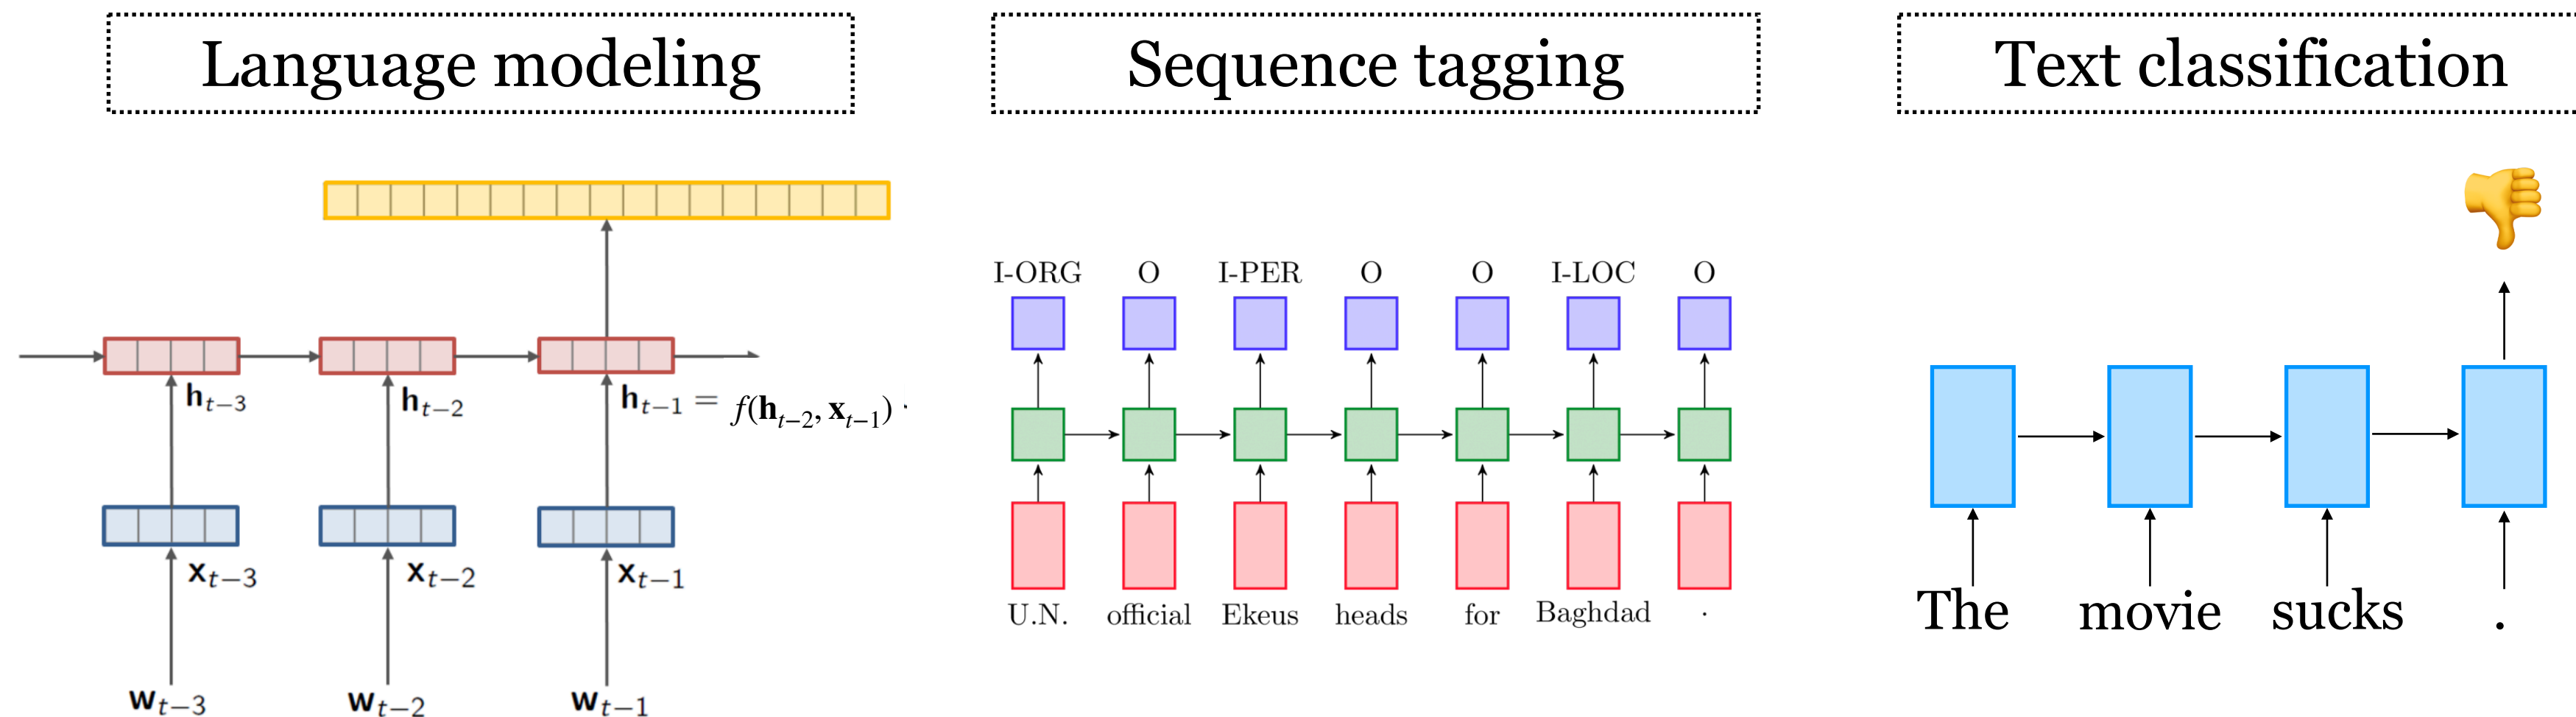 Language modeling
h_{t-3}
h_{t-2}
h_{t-1} = f(h_{t-2}, x_{t-1})
x_{t-3}
x_{t-2}
x_{t-1}
w_{t-3}
w_{t-2}
w_{t-1}
Sequence tagging
I-ORG O I-PER O O I-LOC O
U.N. official Ekeus heads for Baghdad .
Text classification
The movie sucks .